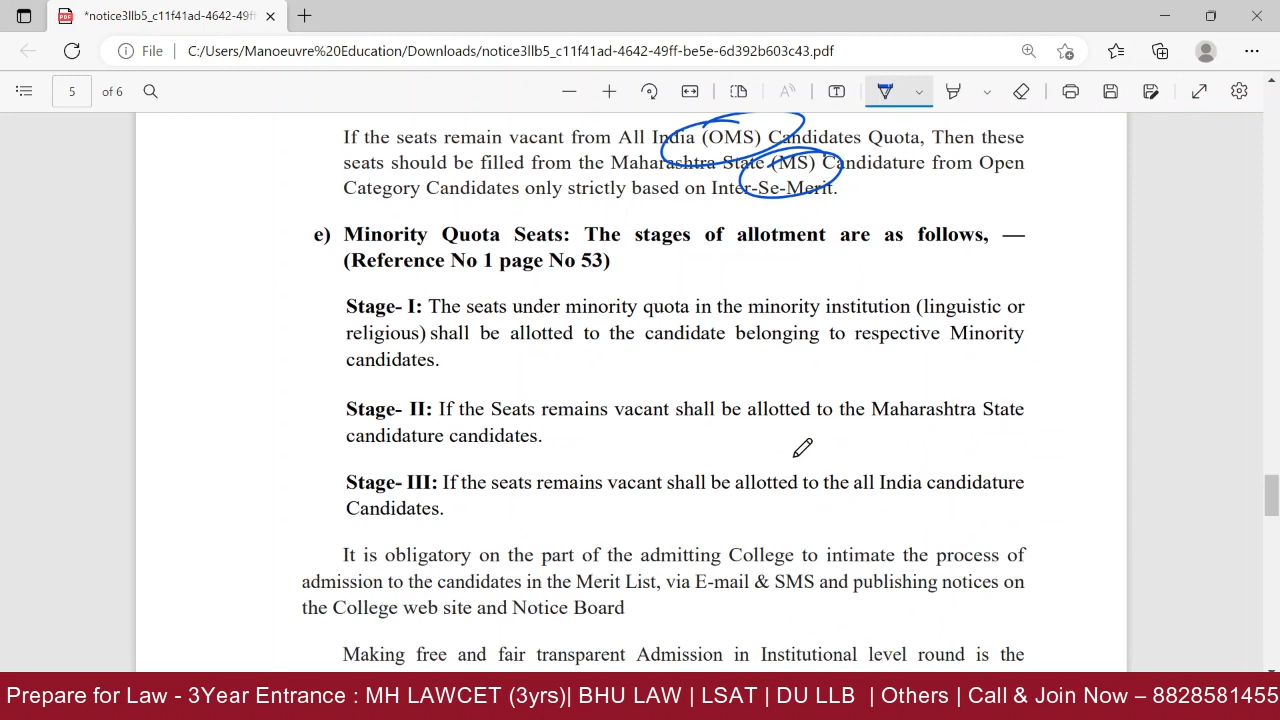 *notice3llb5_c11f41ad-4642-49ff-
File
C:/Users/Manoeuvre%20Education/Downloads/notice3llb5_c11f41ad-4642-49ff-be5e-6d392b603c43.pdf
5 of 6
If the seats remain vacant from All India (OMS) Candidates Quota, Then these
seats should be filled from the Maharashtra State (MS) Candidature from Open
Category Candidates only strictly based on Inter-Se-Merit.
e) Minority Quota Seats: The stages of allotment are as follows, —
(Reference No 1 page No 53)
Stage- I: The seats under minority quota in the minority institution (linguistic or
religious) shall be allotted to the candidate belonging to respective Minority
candidates.
Stage- II: If the Seats remains vacant shall be allotted to the Maharashtra State
candidature candidates.
Stage- III: If the seats remains vacant shall be allotted to the all India candidature
Candidates.
It is obligatory on the part of the admitting College to intimate the process of
admission to the candidates in the Merit List, via E-mail & SMS and publishing notices on
the College web site and Notice Board
Making free and fair transparent Admission in Institutional level round is the
Prepare for Law - 3Year Entrance : MH LAWCET (3yrs)| BHU LAW | LSAT | DU LLB | Others | Call & Join Now – 8828581455